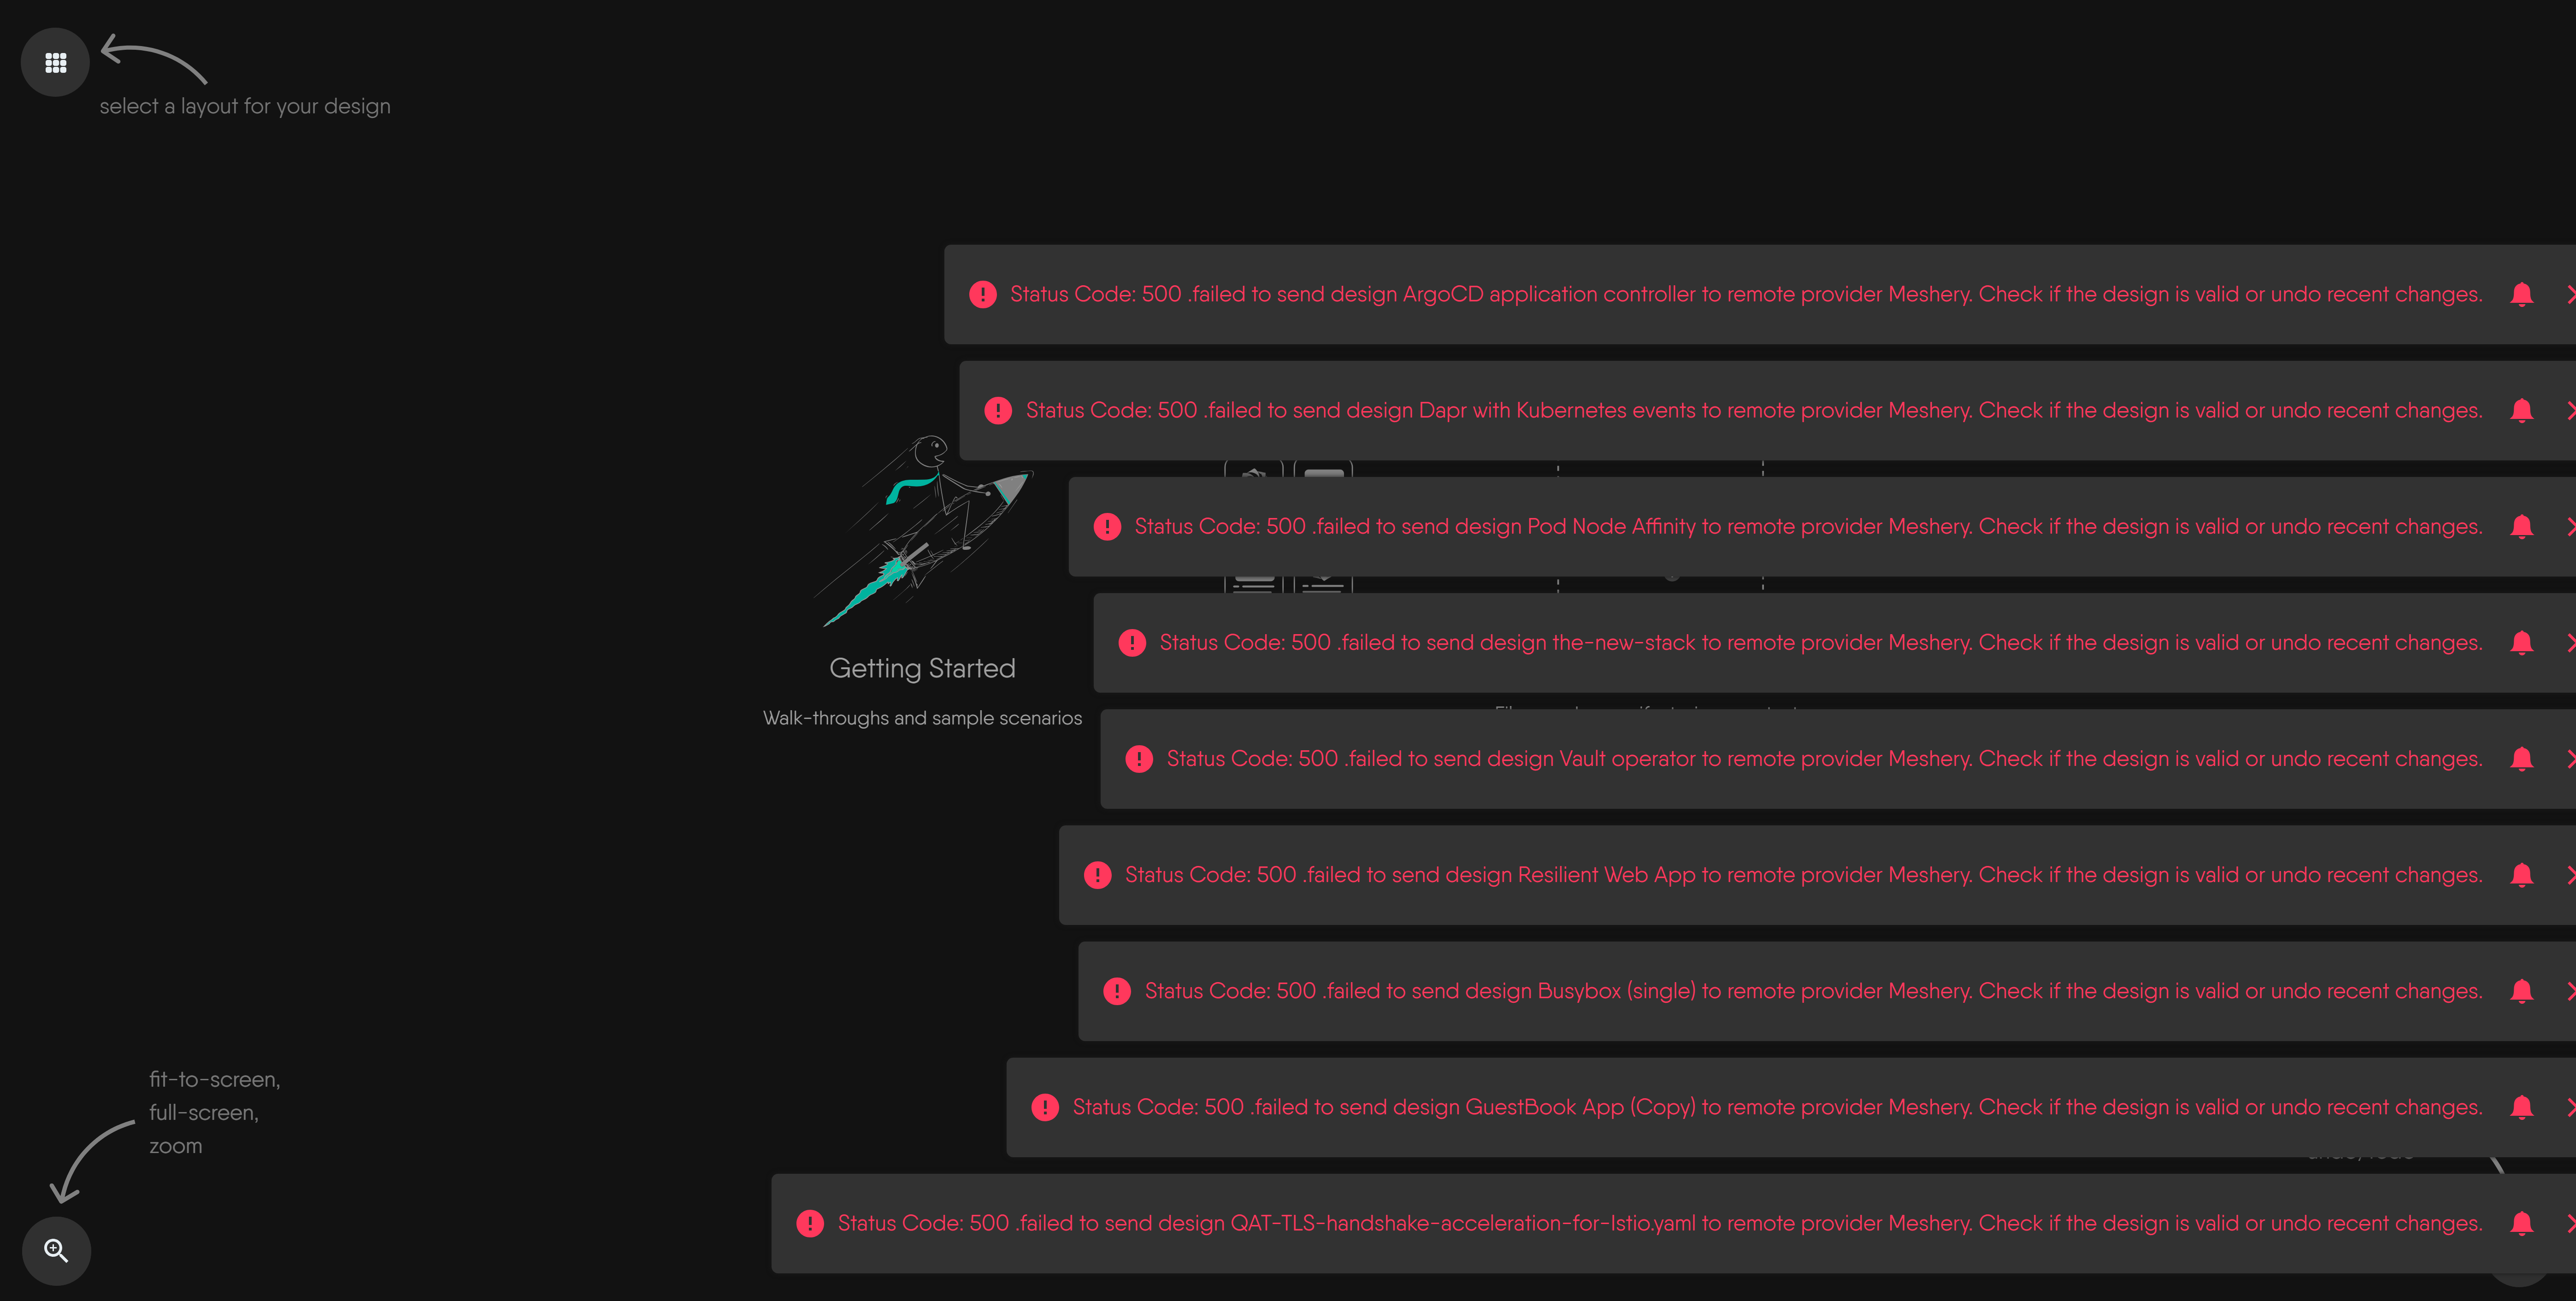 select a layout for your design
Status Code: 500 .failed to send design ArgoCD application controller to remote provider Meshery. Check if the design is valid or undo recent changes.
Status Code: 500 .failed to send design Dapr with Kubernetes events to remote provider Meshery. Check if the design is valid or undo recent changes.
Status Code: 500 .failed to send design Pod Node Affinity to remote provider Meshery. Check if the design is valid or undo recent changes.
Status Code: 500 .failed to send design the-new-stack to remote provider Meshery. Check if the design is valid or undo recent changes.
Getting Started
Walk-throughs and sample scenarios
Status Code: 500 .failed to send design Vault operator to remote provider Meshery. Check if the design is valid or undo recent changes.
Status Code: 500 .failed to send design Resilient Web App to remote provider Meshery. Check if the design is valid or undo recent changes.
Status Code: 500 .failed to send design Busybox (single) to remote provider Meshery. Check if the design is valid or undo recent changes.
fit-to-screen,
full-screen,
zoom
Status Code: 500 .failed to send design GuestBook App (Copy) to remote provider Meshery. Check if the design is valid or undo recent changes.
Status Code: 500 .failed to send design QAT-TLS-handshake-acceleration-for-Istio.yaml to remote provider Meshery. Check if the design is valid or undo recent changes.